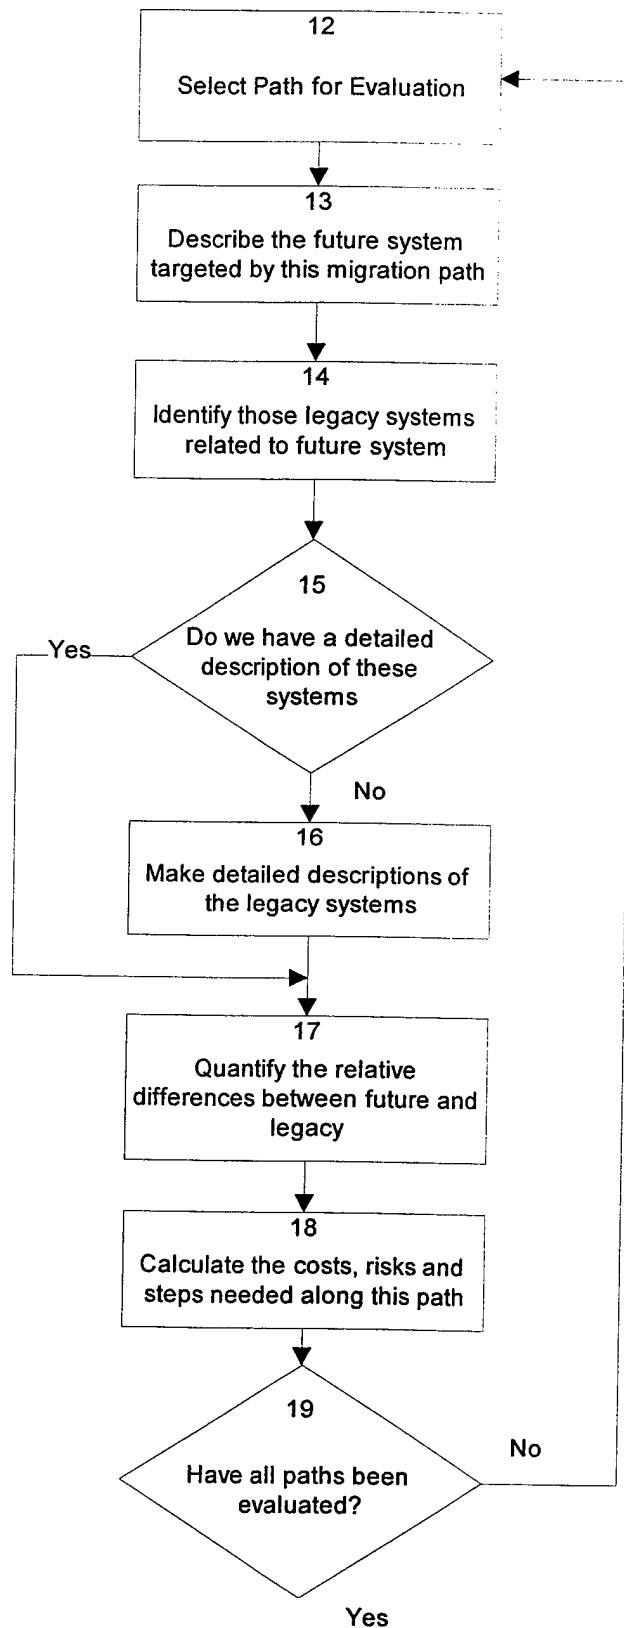 12
Select Path for Evaluation
13
Describe the future system
targeted by this migration path
14
Identify those legacy systems
related to future system
15
Do we have a detailed
description of these
systems
Yes
No
16
Make detailed descriptions of
the legacy systems
17
Quantify the relative
differences between future and
legacy
18
Calculate the costs, risks and
steps needed along this path
19
Have all paths been
evaluated?
No
Yes